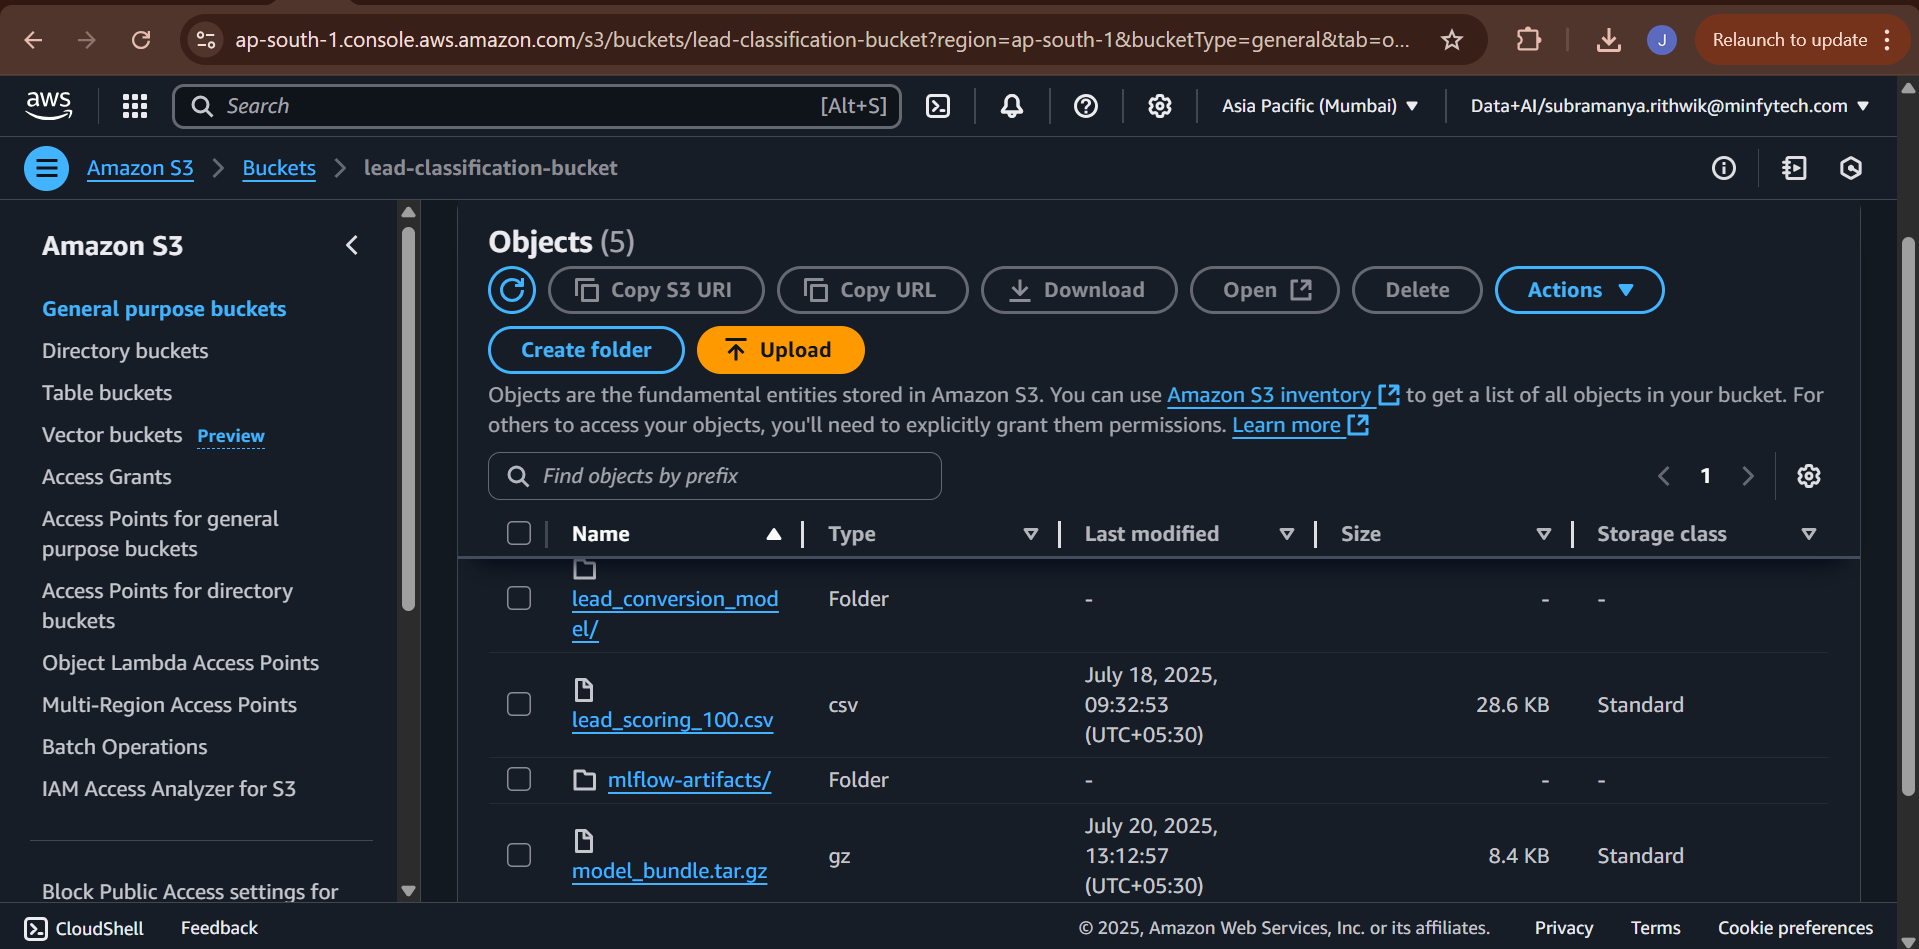 ap-south-1.console.aws.amazon.com/s3/buckets/lead-classification-bucket?region=ap-south-1&bucketType=general&tab=o...
J
Relaunch to update
aws
Search
[Alt+S]
Asia Pacific (Mumbai)
Data+AI/subramanya.rithwik@minfytech.com
Amazon S3
Buckets
lead-classification-bucket
Amazon S3
General purpose buckets
Directory buckets
Table buckets
Vector buckets Preview
Access Grants
Access Points for general
purpose buckets
Access Points for directory
buckets
Object Lambda Access Points
Multi-Region Access Points
Batch Operations
IAM Access Analyzer for S3
Block Public Access settings for
Objects (5)
Copy S3 URI
Copy URL
Download
Open
Delete
Actions
Create folder
Upload
Objects are the fundamental entities stored in Amazon S3. You can use Amazon S3 inventory to get a list of all objects in your bucket. For
others to access your objects, you'll need to explicitly grant them permissions. Learn more
Find objects by prefix
1
Name Type Last modified Size Storage class
lead_conversion_mod
el/
Folder - - -
lead_scoring_100.csv
csv
July 18, 2025,
09:32:53
(UTC+05:30)
28.6 KB
Standard
mlflow-artifacts/ Folder - - -
model_bundle.tar.gz
gz
July 20, 2025,
13:12:57
(UTC+05:30)
8.4 KB
Standard
CloudShell
Feedback
© 2025, Amazon Web Services, Inc. or its affiliates.
Privacy
Terms
Cookie preferences